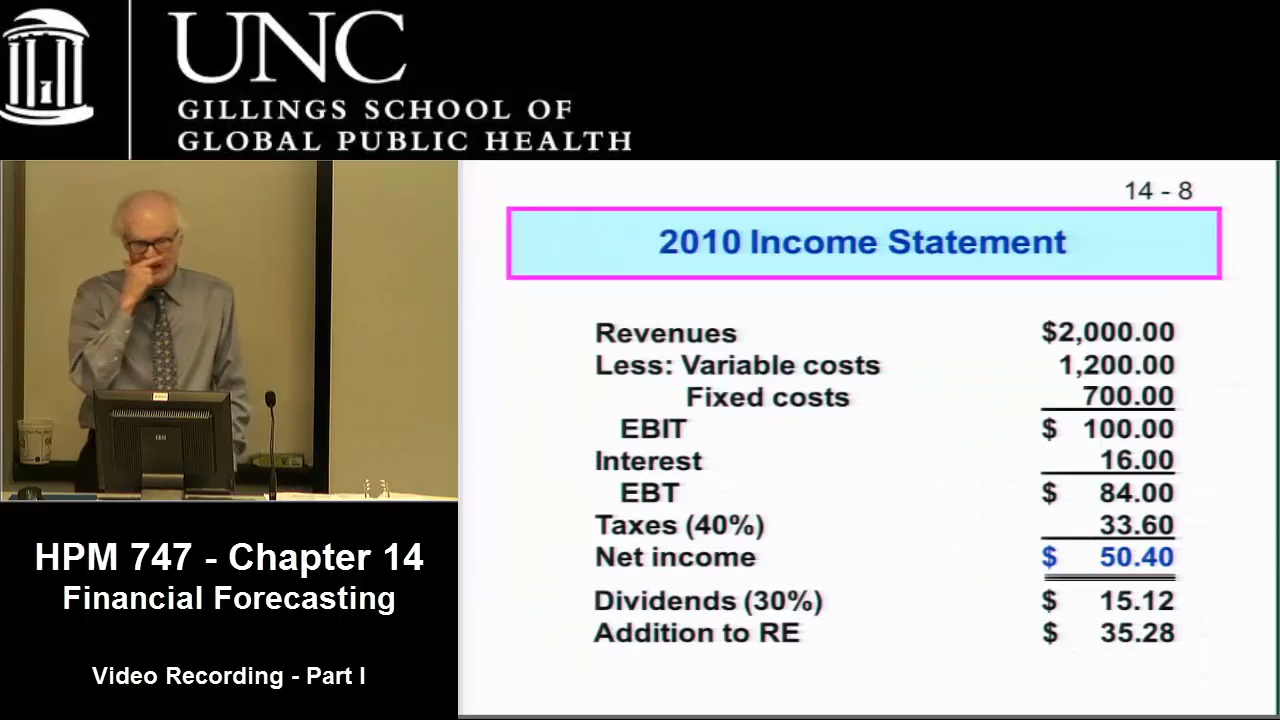 UNC
GILLINGS SCHOOL OF
GLOBAL PUBLIC HEALTH
14 - 8
2010 Income Statement
Revenues $2,000.00
Less: Variable costs 1,200.00
Fixed costs 700.00
EBIT $ 100.00
Interest 16.00
EBT $ 84.00
Taxes (40%) 33.60
Net income $ 50.40
Dividends (30%) $ 15.12
Addition to RE $ 35.28
IBM
HPM 747 - Chapter 14
Financial Forecasting
Video Recording - Part I